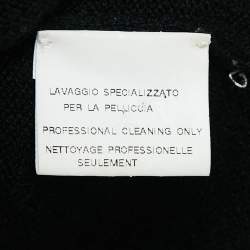 LAVAGGIO SPECIALIZZATO
PER LA PELLICCIA
PROFESSIONAL CLEANING ONLY
NETTOYAGE PROFESSIONELLE
SEULEMENT